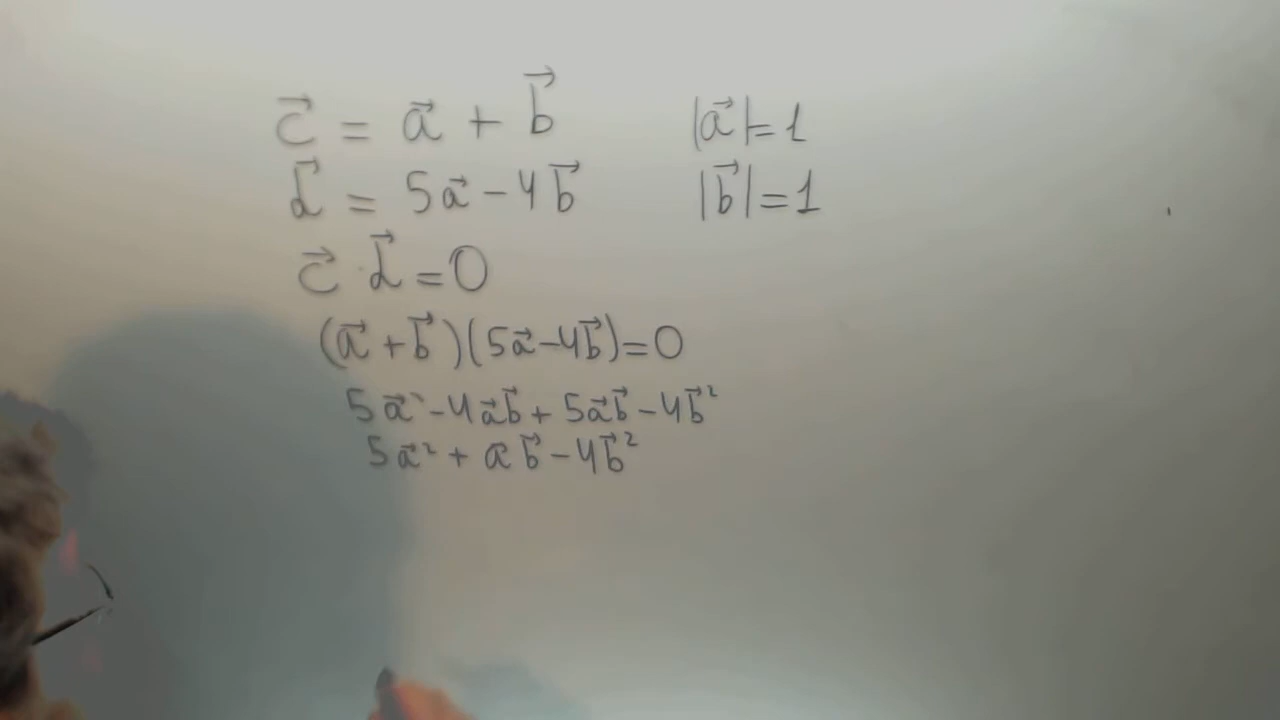 c⃗ = a⃗ + b⃗ |a⃗|=1
d⃗ = 5a⃗ - 4b⃗ |b⃗|=1
c⃗ · d⃗ = 0
(a⃗ + b⃗)(5a⃗ - 4b⃗) = 0
5a⃗² - 4a⃗b⃗ + 5a⃗b⃗ - 4b⃗²
5a⃗² + a⃗b⃗ - 4b⃗²